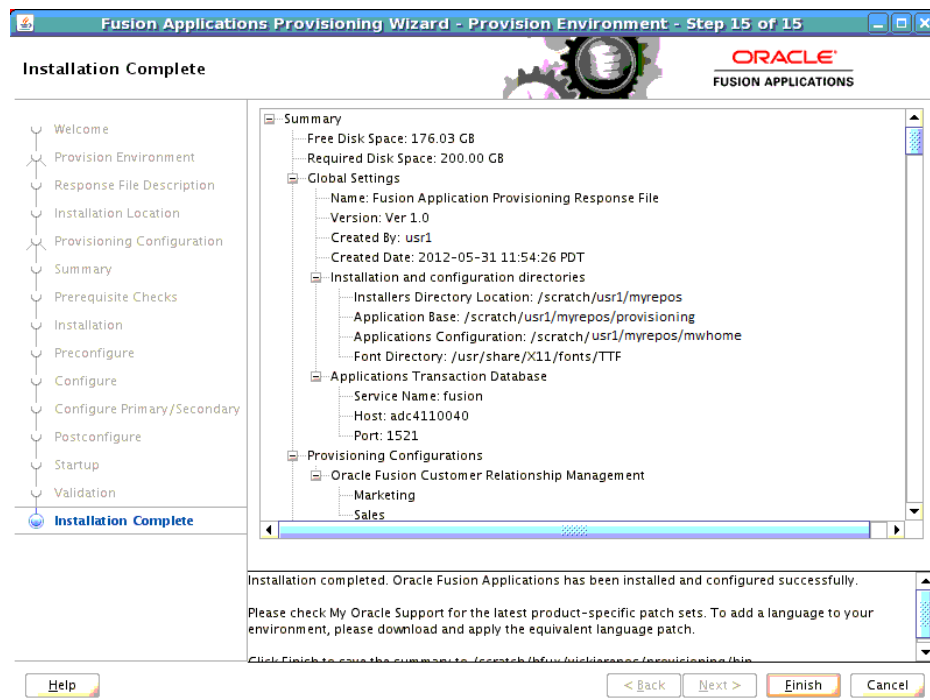 Fusion Applications Provisioning Wizard - Provision Environment - Step 15 of 15
Installation Complete
ORACLE
FUSION APPLICATIONS
Welcome
Provision Environment
Response File Description
Installation Location
Provisioning Configuration
Summary
Prerequisite Checks
Installation
Preconfigure
Configure
Configure Primary/Secondary
Postconfigure
Startup
Validation
Installation Complete
Summary
Free Disk Space: 176.03 GB
Required Disk Space: 200.00 GB
Global Settings
Name: Fusion Application Provisioning Response File
Version: Ver 1.0
Created By: usr1
Created Date: 2012-05-31 11:54:26 PDT
Installation and configuration directories
Installers Directory Location: /scratch/usr1/myrepos
Application Base: /scratch/usr1/myrepos/provisioning
Applications Configuration: /scratch/usr1/myrepos/mwhome
Font Directory: /usr/share/X11/fonts/TTF
Applications Transaction Database
Service Name: fusion
Host: adc4110040
Port: 1521
Provisioning Configurations
Oracle Fusion Customer Relationship Management
Marketing
Sales
Installation completed. Oracle Fusion Applications has been installed and configured successfully.
Please check My Oracle Support for the latest product-specific patch sets. To add a language to your
environment, please download and apply the equivalent language patch.
Click Finish to save the summary to
Help
< Back
Next >
Finish
Cancel